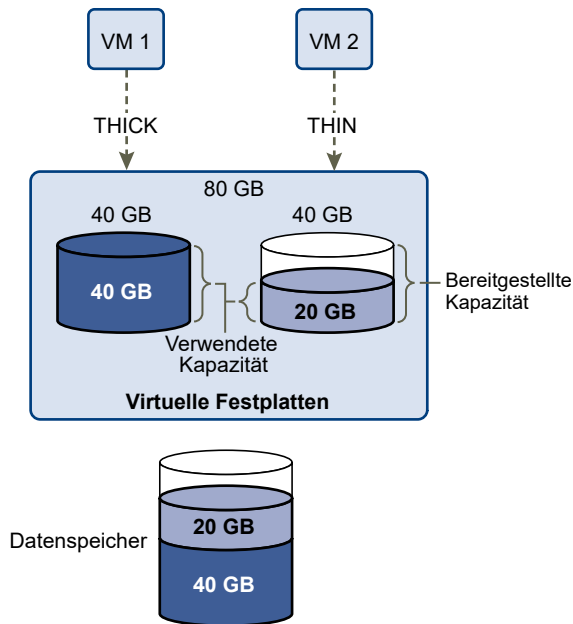 VM 1
VM 2
THICK
THIN
80 GB
40 GB
40 GB
40 GB
20 GB
Bereitgestellte
Kapazität
Verwendete
Kapazität
Virtuelle Festplatten
Datenspeicher
20 GB
40 GB